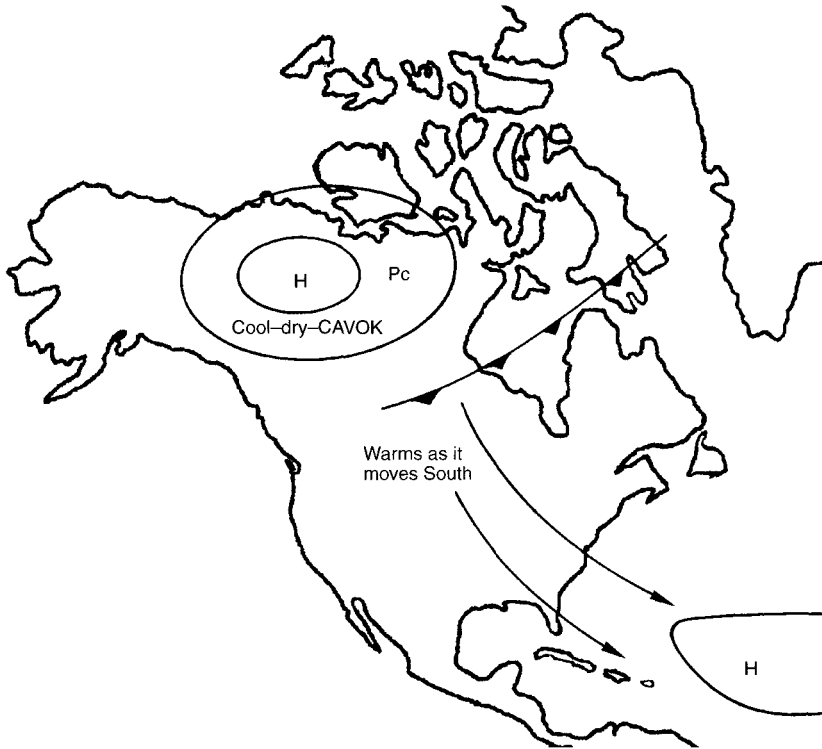 H
Pc
Cool–dry–CAVOK
Warms as it
moves South
H